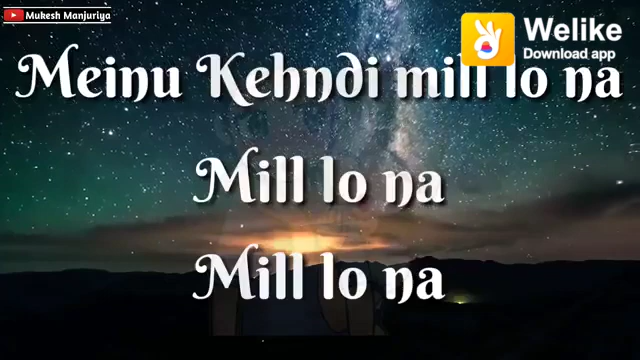 Mukesh Manjuriya
Welike
Download app
Meinu Kehndi mill lo na
Mill lo na
Mill lo na